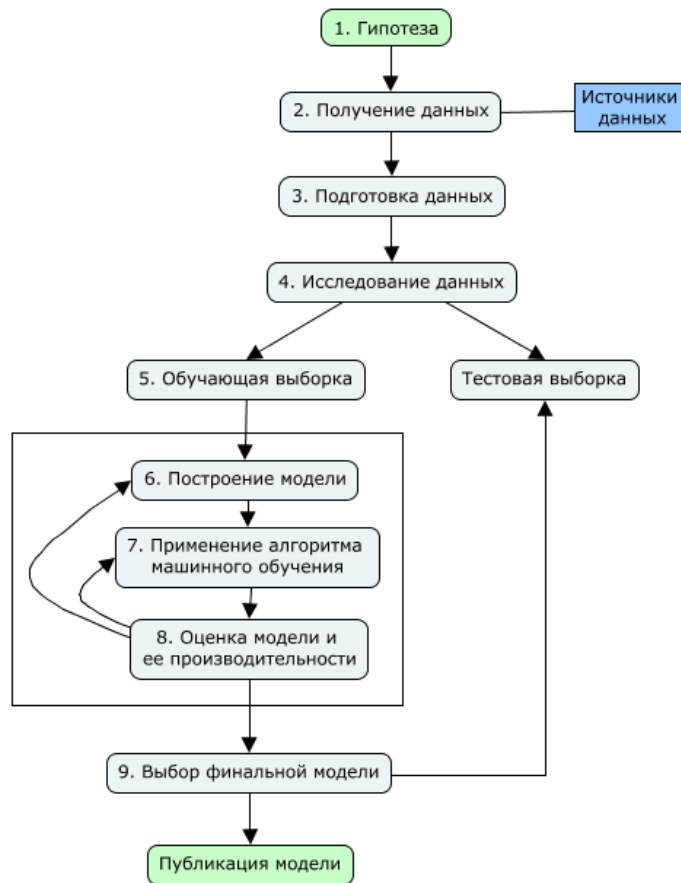 1. Гипотеза
2. Получение данных
Источники
данных
3. Подготовка данных
4. Исследование данных
5. Обучающая выборка
Тестовая выборка
6. Построение модели
7. Применение алгоритма
машинного обучения
8. Оценка модели и
ее производительности
9. Выбор финальной модели
Публикация модели